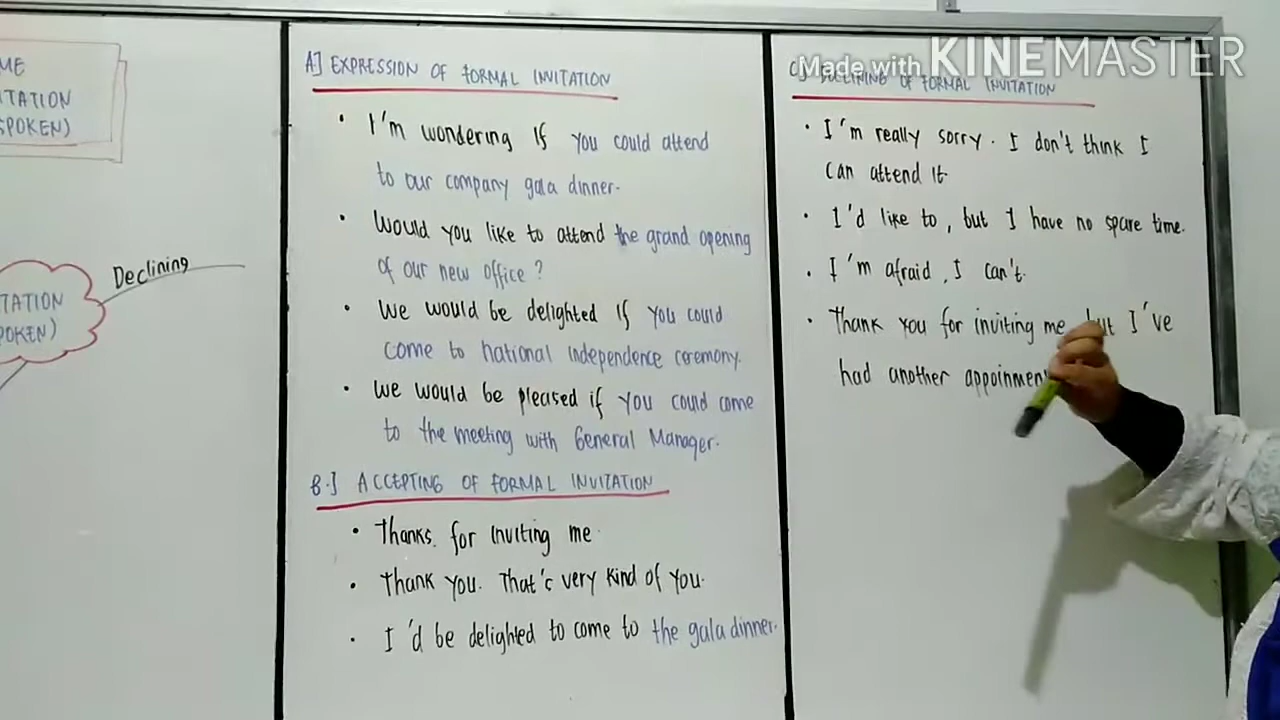 ME
TATION
SPOKEN)
TATION
POKEN)
Declining
A] EXPRESSION OF FORMAL INVITATION
• I'm wondering If you could attend
to our company gala dinner.
• Would you like to attend the grand opening
of our new office?
• We would be delighted If you could
come to national Independence ceremony.
• We would be pleased if you could come
to the meeting with General Manager.
B.] ACCEPTING OF FORMAL INVITATION
• Thanks. for inviting me
• Thank you. That's very kind of you.
• I'd be delighted to come to the gala dinner.
Made with KINEMASTER
C] DECLINING OF FORMAL INVITATION
• I'm really sorry. I don't think I
can attend It.
• I'd like to, but I have no spare time.
• I'm afraid, I can't.
• Thank you for inviting me but I've
had another appoinmen